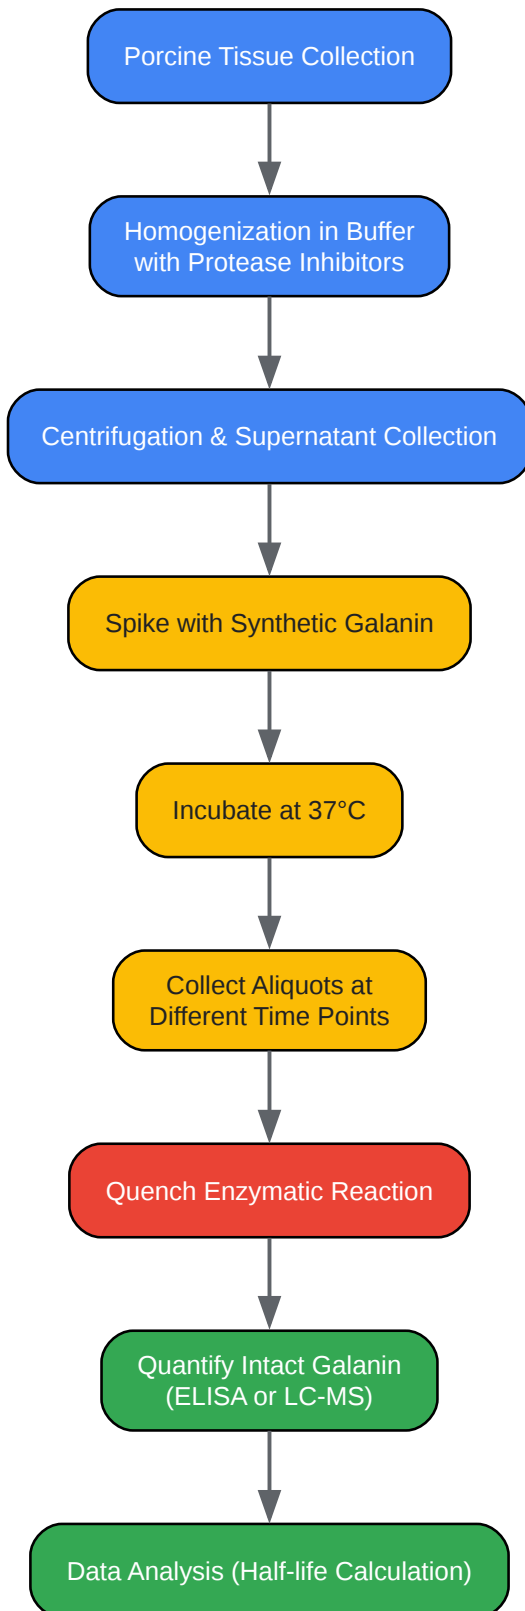 Porcine Tissue Collection
Homogenization in Buffer
with Protease Inhibitors
Centrifugation & Supernatant Collection
Spike with Synthetic Galanin
Incubate at 37°C
Collect Aliquots at
Different Time Points
Quench Enzymatic Reaction
Quantify Intact Galanin
(ELISA or LC-MS)
Data Analysis (Half-life Calculation)